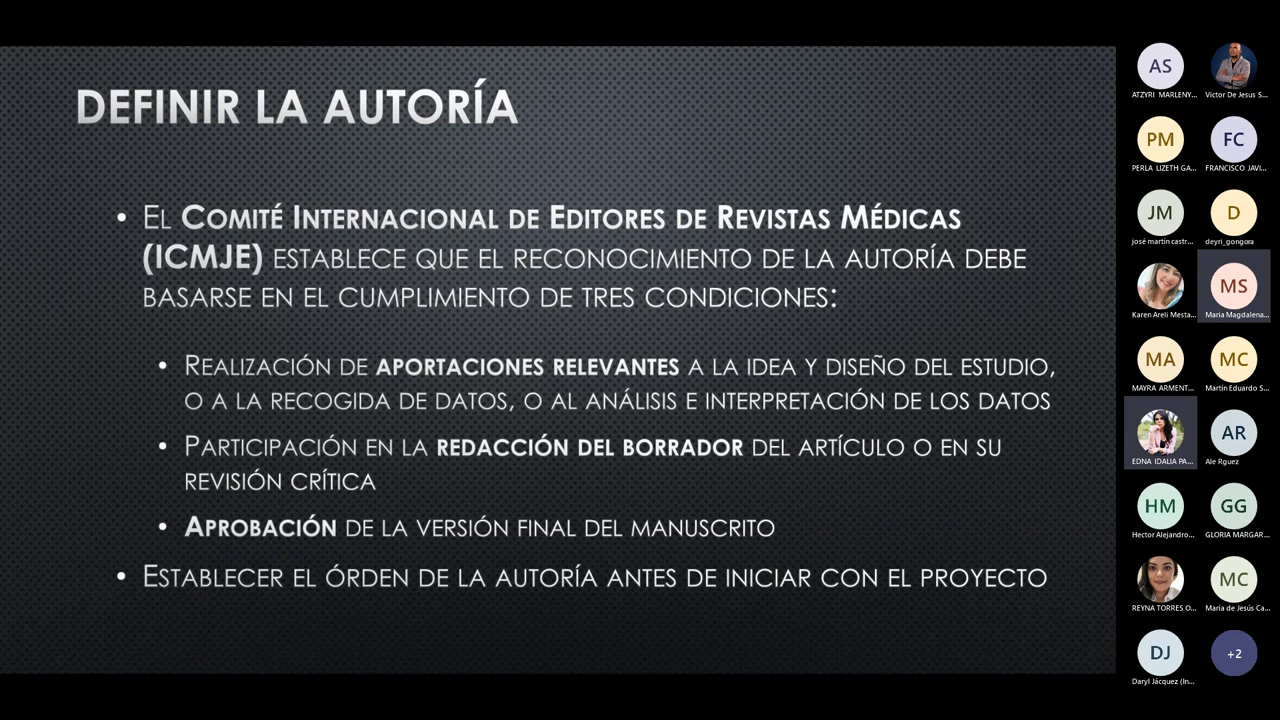 DEFINIR LA AUTORÍA
• EL COMITÉ INTERNACIONAL DE EDITORES DE REVISTAS MÉDICAS
(ICMJE) ESTABLECE QUE EL RECONOCIMIENTO DE LA AUTORÍA DEBE
BASARSE EN EL CUMPLIMIENTO DE TRES CONDICIONES:
• REALIZACIÓN DE APORTACIONES RELEVANTES A LA IDEA Y DISEÑO DEL ESTUDIO,
O A LA RECOGIDA DE DATOS, O AL ANÁLISIS E INTERPRETACIÓN DE LOS DATOS
• PARTICIPACIÓN EN LA REDACCIÓN DEL BORRADOR DEL ARTÍCULO O EN SU
REVISIÓN CRÍTICA
• APROBACIÓN DE LA VERSIÓN FINAL DEL MANUSCRITO
• ESTABLECER EL ÓRDEN DE LA AUTORÍA ANTES DE INICIAR CON EL PROYECTO
AS
ATZYRI MARLENY...
Victor De Jesus S...
PM
PERLA LIZETH GA...
FC
FRANCISCO JAVI...
JM
josé martín castr...
D
deyri_gongora
Karen Areli Mesta...
MS
Maria Magdalena...
MA
MAYRA ARMENT...
MC
Martín Eduardo S...
EDNA IDALIA PA...
AR
Ale Rguez
HM
Hector Alejandro...
GG
GLORIA MARGAR...
REYNA TORRES O...
MC
María de Jesús Ca...
DJ
Daryl Jácquez (In...
+2